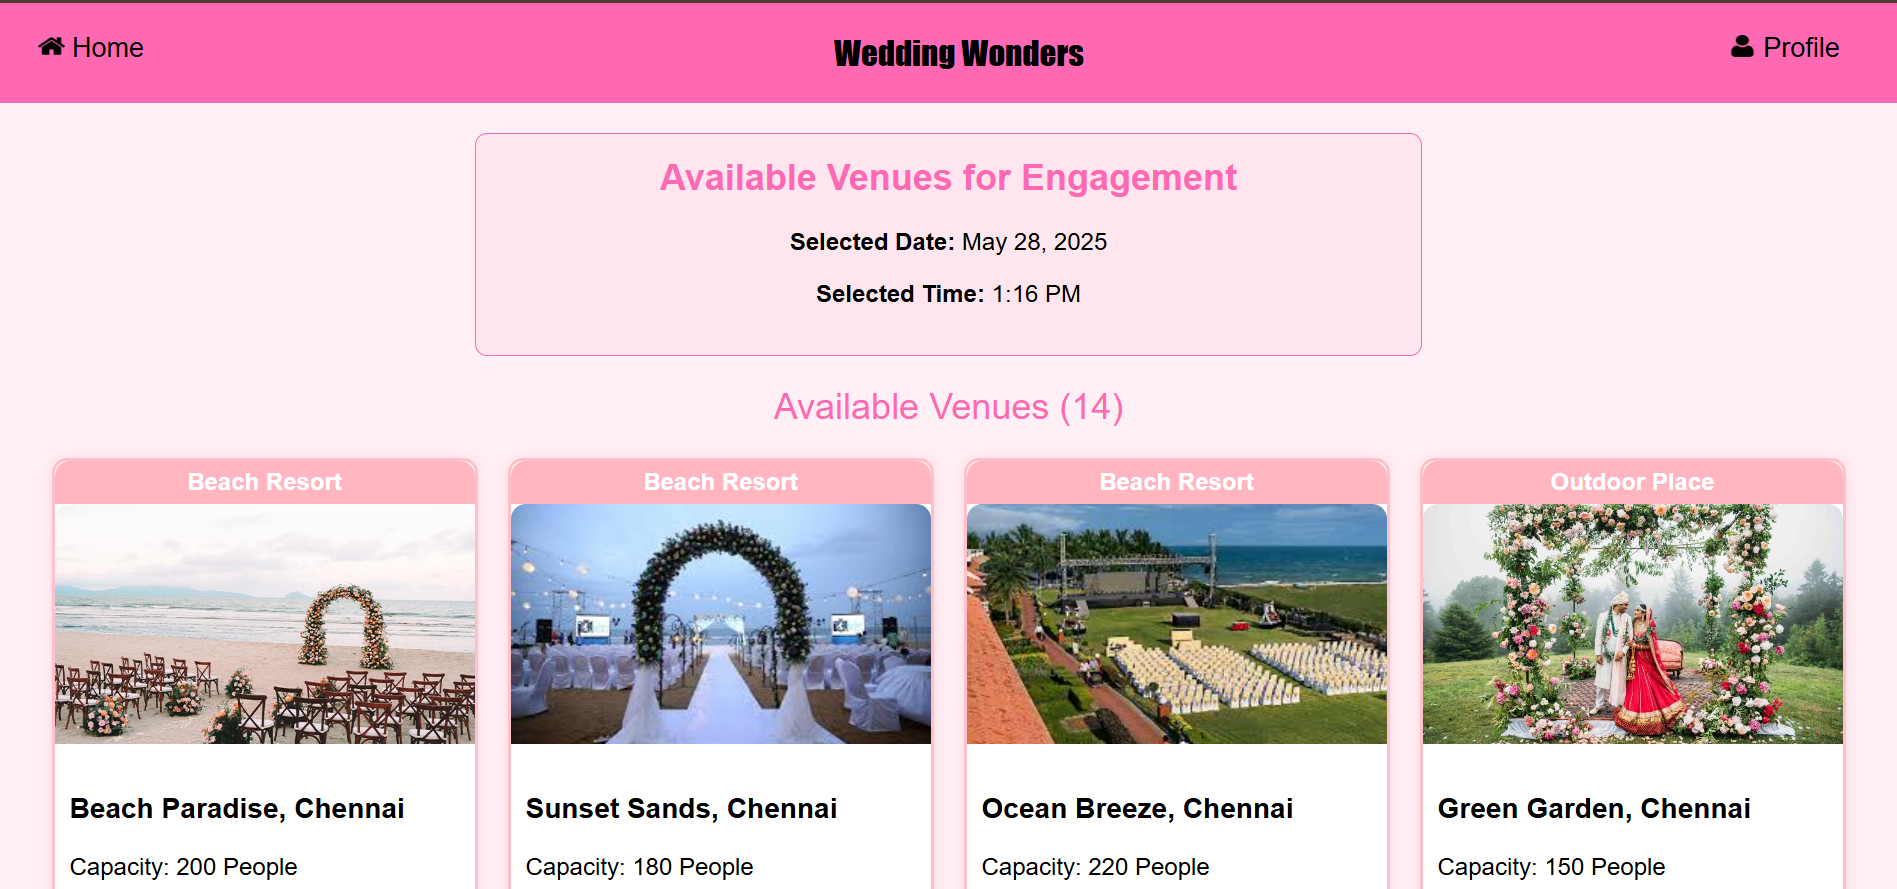 Home
Wedding Wonders
Profile
Available Venues for Engagement
Selected Date: May 28, 2025
Selected Time: 1:16 PM
Available Venues (14)
Beach Resort
Beach Paradise, Chennai
Capacity: 200 People
Beach Resort
Sunset Sands, Chennai
Capacity: 180 People
Beach Resort
Ocean Breeze, Chennai
Capacity: 220 People
Outdoor Place
Green Garden, Chennai
Capacity: 150 People